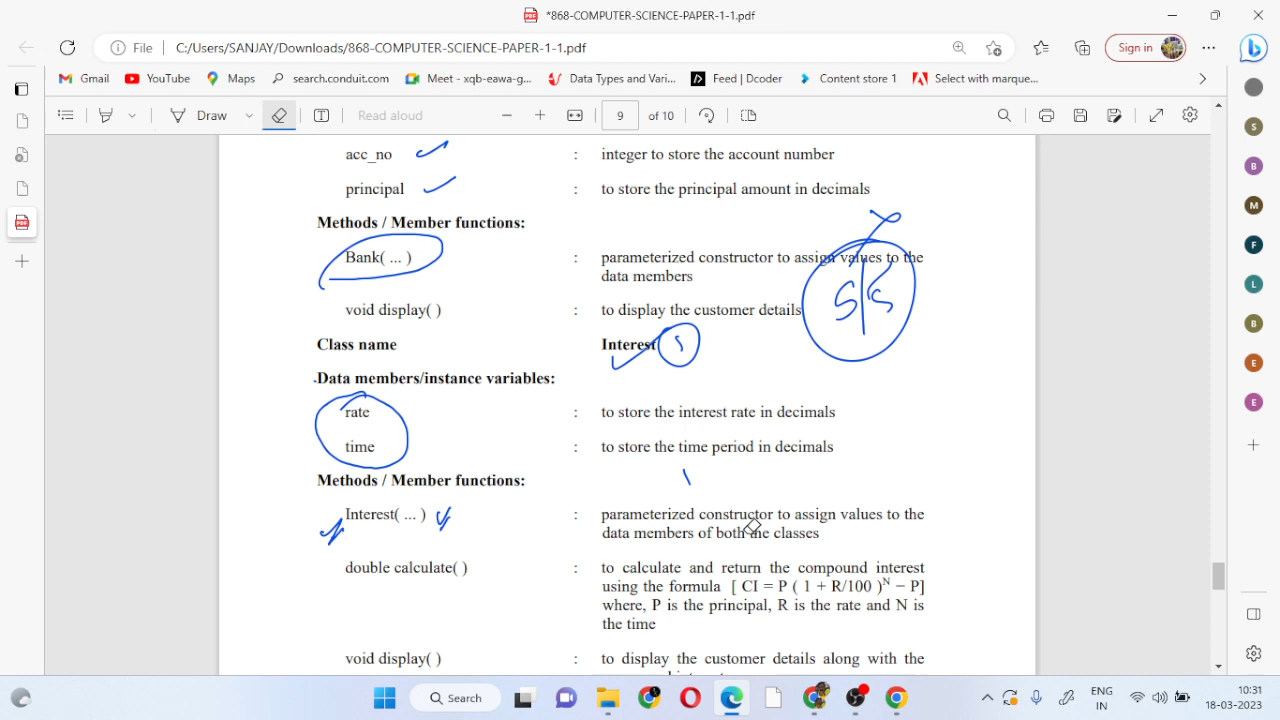 *868-COMPUTER-SCIENCE-PAPER-1-1.pdf
File | C:/Users/SANJAY/Downloads/868-COMPUTER-SCIENCE-PAPER-1-1.pdf
Sign in
Gmail YouTube Maps search.conduit.com Meet - xqb-eawa-g... Data Types and Vari... Feed | Dcoder Content store 1 Select with marque...
Draw Read aloud 9 of 10
acc_no : integer to store the account number
principal : to store the principal amount in decimals
Methods / Member functions:
Bank( ... ) : parameterized constructor to assign values to the
data members
void display( ) : to display the customer details
Class name Interest
Data members/instance variables:
rate : to store the interest rate in decimals
time : to store the time period in decimals
Methods / Member functions:
Interest( ... ) : parameterized constructor to assign values to the
data members of both the classes
double calculate( ) : to calculate and return the compound interest
using the formula [ CI = P ( 1 + R/100 )N − P]
where, P is the principal, R is the rate and N is
the time
void display( ) : to display the customer details along with the
S
B
M
F
L
B
E
E
Search
ENG
IN
10:31
18-03-2023